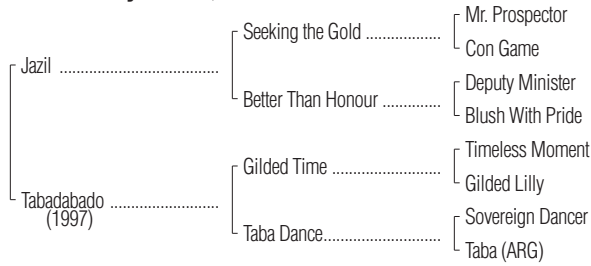 Mr. Prospector
Seeking the Gold ..................
Con Game
Jazil ......................................
Deputy Minister
Better Than Honour ..............
Blush With Pride
Timeless Moment
Gilded Time ..........................
Gilded Lilly
Tabadabado ..........................
(1997)
Sovereign Dancer
Taba Dance............................
Taba (ARG)